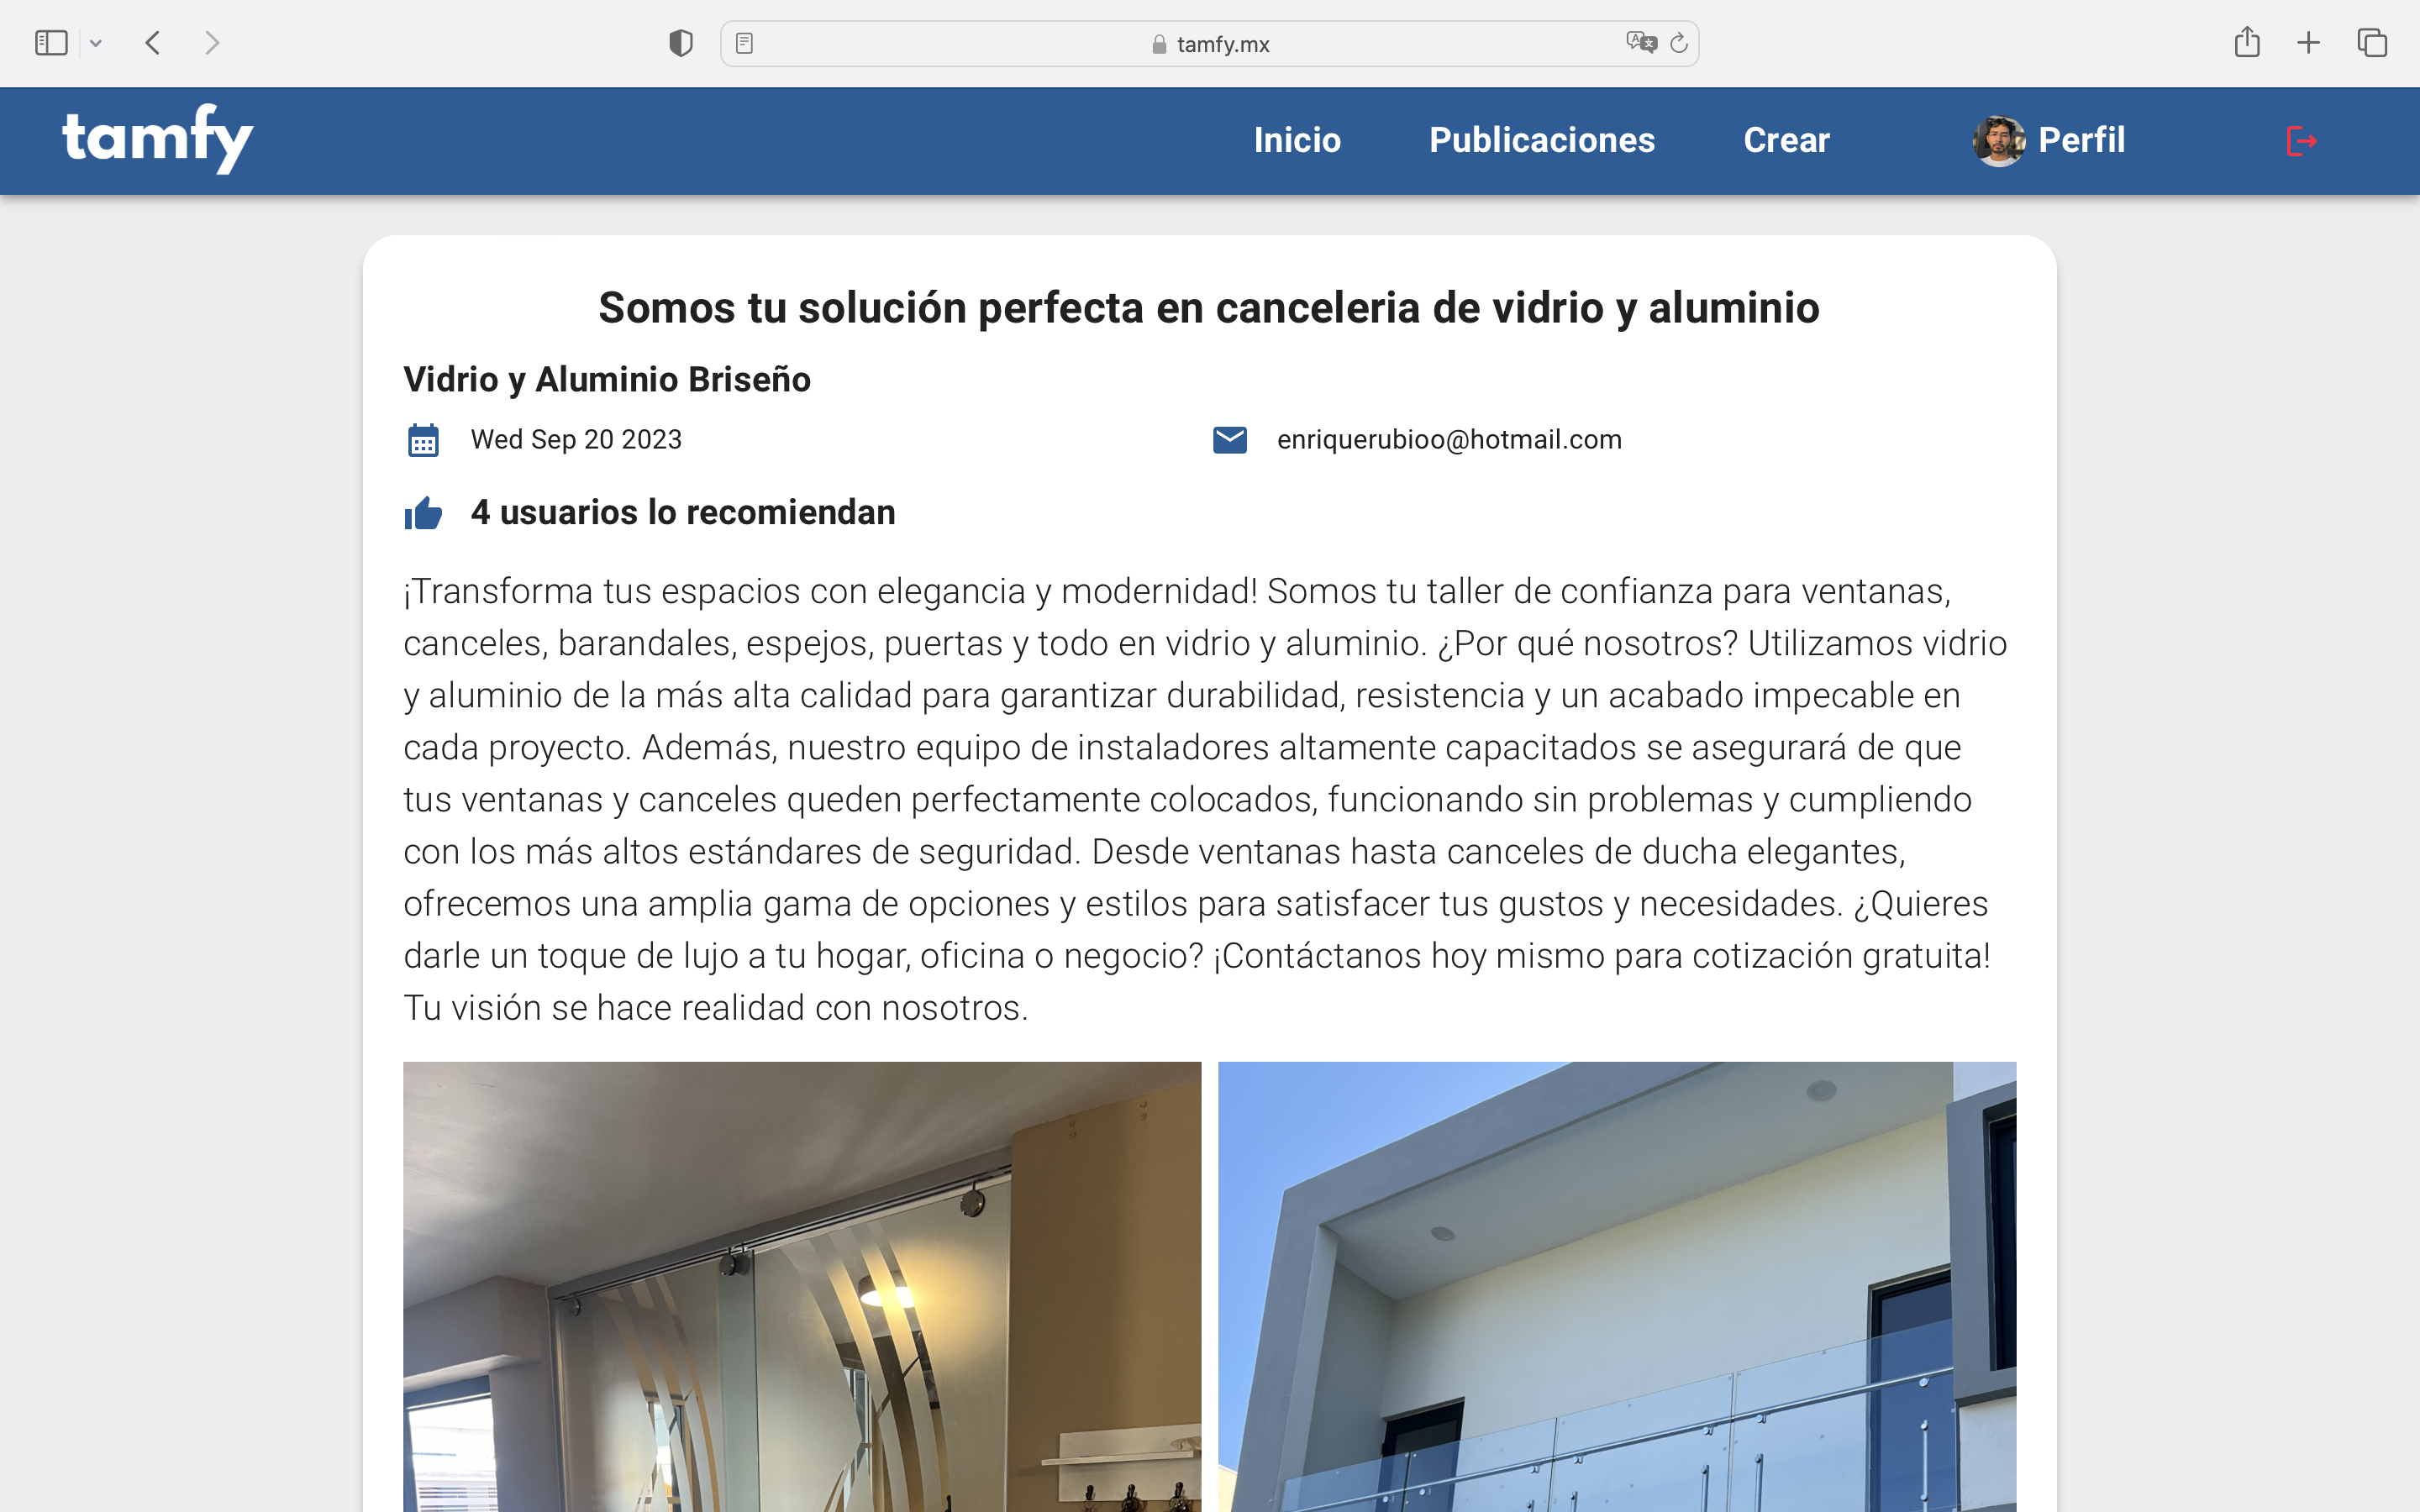 tamfy.mx
tamfy
Inicio
Publicaciones
Crear
Perfil
Somos tu solución perfecta en canceleria de vidrio y aluminio
Vidrio y Aluminio Briseño
Wed Sep 20 2023
enriquerubioo@hotmail.com
4 usuarios lo recomiendan
¡Transforma tus espacios con elegancia y modernidad! Somos tu taller de confianza para ventanas,
canceles, barandales, espejos, puertas y todo en vidrio y aluminio. ¿Por qué nosotros? Utilizamos vidrio
y aluminio de la más alta calidad para garantizar durabilidad, resistencia y un acabado impecable en
cada proyecto. Además, nuestro equipo de instaladores altamente capacitados se asegurará de que
tus ventanas y canceles queden perfectamente colocados, funcionando sin problemas y cumpliendo
con los más altos estándares de seguridad. Desde ventanas hasta canceles de ducha elegantes,
ofrecemos una amplia gama de opciones y estilos para satisfacer tus gustos y necesidades. ¿Quieres
darle un toque de lujo a tu hogar, oficina o negocio? ¡Contáctanos hoy mismo para cotización gratuita!
Tu visión se hace realidad con nosotros.